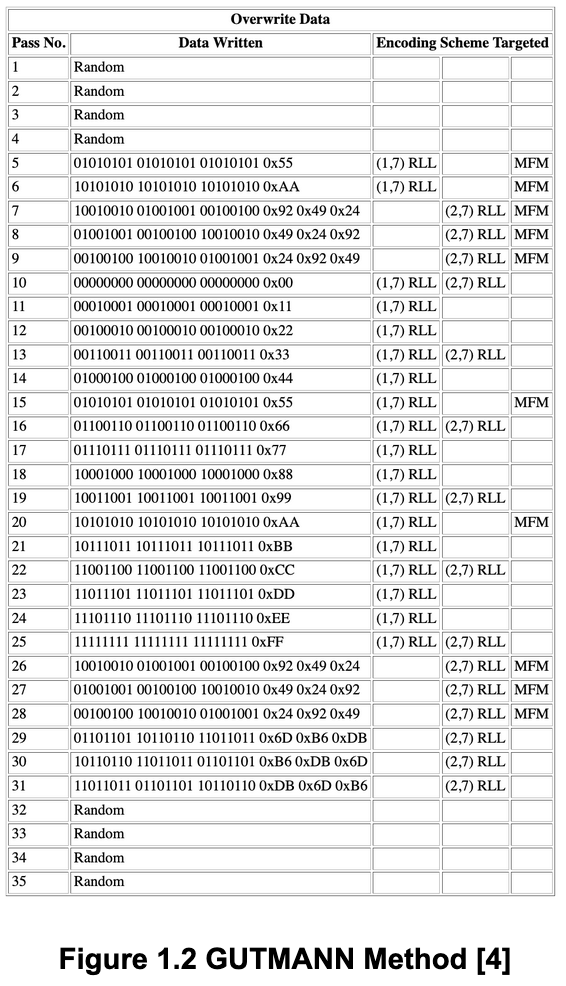 Overwrite Data
Pass No. Data Written Encoding Scheme Targeted
1 Random
2 Random
3 Random
4 Random
5 01010101 01010101 01010101 0x55 (1,7) RLL MFM
6 10101010 10101010 10101010 0xAA (1,7) RLL MFM
7 10010010 01001001 00100100 0x92 0x49 0x24 (2,7) RLL MFM
8 01001001 00100100 10010010 0x49 0x24 0x92 (2,7) RLL MFM
9 00100100 10010010 01001001 0x24 0x92 0x49 (2,7) RLL MFM
10 00000000 00000000 00000000 0x00 (1,7) RLL (2,7) RLL
11 00010001 00010001 00010001 0x11 (1,7) RLL
12 00100010 00100010 00100010 0x22 (1,7) RLL
13 00110011 00110011 00110011 0x33 (1,7) RLL (2,7) RLL
14 01000100 01000100 01000100 0x44 (1,7) RLL
15 01010101 01010101 01010101 0x55 (1,7) RLL MFM
16 01100110 01100110 01100110 0x66 (1,7) RLL (2,7) RLL
17 01110111 01110111 01110111 0x77 (1,7) RLL
18 10001000 10001000 10001000 0x88 (1,7) RLL
19 10011001 10011001 10011001 0x99 (1,7) RLL (2,7) RLL
20 10101010 10101010 10101010 0xAA (1,7) RLL MFM
21 10111011 10111011 10111011 0xBB (1,7) RLL
22 11001100 11001100 11001100 0xCC (1,7) RLL (2,7) RLL
23 11011101 11011101 11011101 0xDD (1,7) RLL
24 11101110 11101110 11101110 0xEE (1,7) RLL
25 11111111 11111111 11111111 0xFF (1,7) RLL (2,7) RLL
26 10010010 01001001 00100100 0x92 0x49 0x24 (2,7) RLL MFM
27 01001001 00100100 10010010 0x49 0x24 0x92 (2,7) RLL MFM
28 00100100 10010010 01001001 0x24 0x92 0x49 (2,7) RLL MFM
29 01101101 10110110 11011011 0x6D 0xB6 0xDB (2,7) RLL
30 10110110 11011011 01101101 0xB6 0xDB 0x6D (2,7) RLL
31 11011011 01101101 10110110 0xDB 0x6D 0xB6 (2,7) RLL
32 Random
33 Random
34 Random
35 Random
Figure 1.2 GUTMANN Method [4]